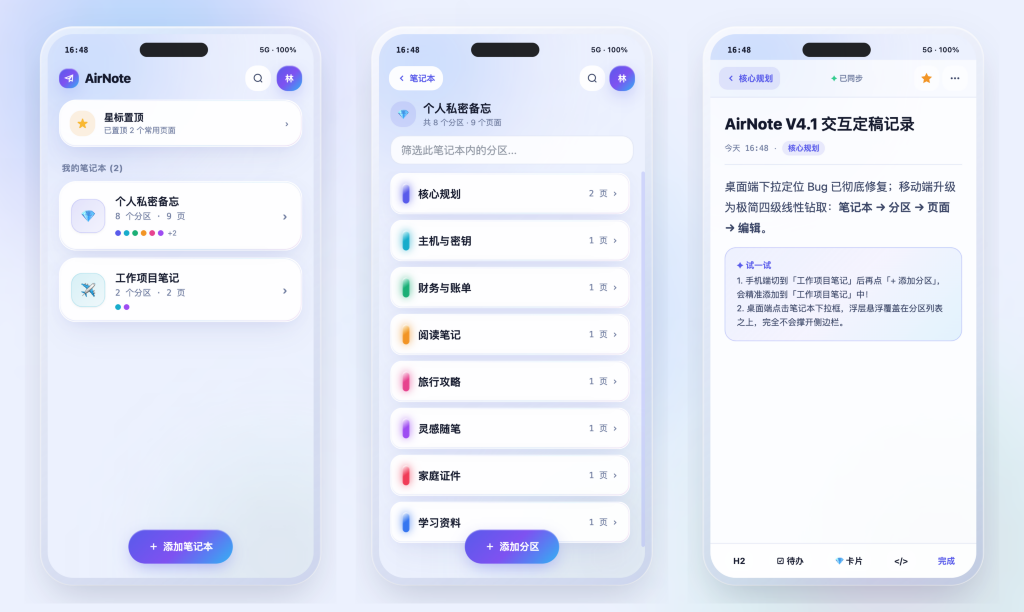 16:48
5G · 100%
AirNote
林
星标置顶
已置顶 2 个常用页面
我的笔记本 (2)
个人私密备忘
8 个分区 · 9 页
+2
工作项目笔记
2 个分区 · 2 页
+ 添加笔记本
16:48
5G · 100%
笔记本
林
个人私密备忘
共 8 个分区 · 9 个页面
筛选此笔记本内的分区...
核心规划
2 页
主机与密钥
1 页
财务与账单
1 页
阅读笔记
1 页
旅行攻略
1 页
灵感随笔
1 页
家庭证件
1 页
学习资料
1 页
+ 添加分区
16:48
5G · 100%
核心规划
已同步
AirNote V4.1 交互定稿记录
今天 16:48 · 核心规划
桌面端下拉定位 Bug 已彻底修复；移动端升级
为极简四级线性钻取：笔记本 → 分区 → 页面
→ 编辑。
试一试
1. 手机端切到「工作项目笔记」后再点「+ 添加分区」，
会精准添加到「工作项目笔记」中！
2. 桌面端点击笔记本下拉框，浮层悬浮覆盖在分区列表
之上，完全不会撑开侧边栏。
H2
待办
卡片
</>
完成